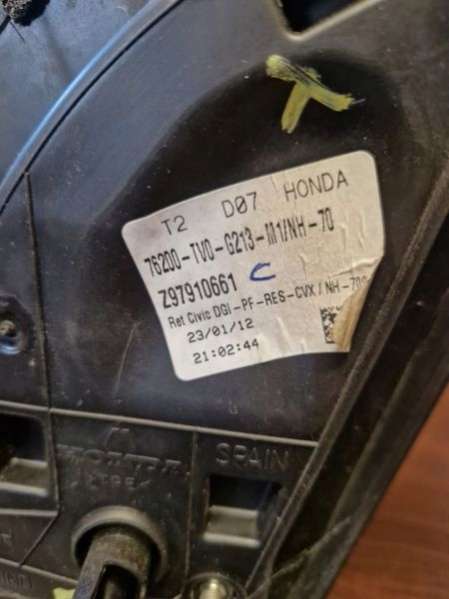 T2 D07 HONDA
76200-TV0-G213-M1/NH-70
Z97910661 C
Ret Civic DGI-PF-RES-CVX/NH-70
23/01/12
21:02:44
HONDA
SPAIN